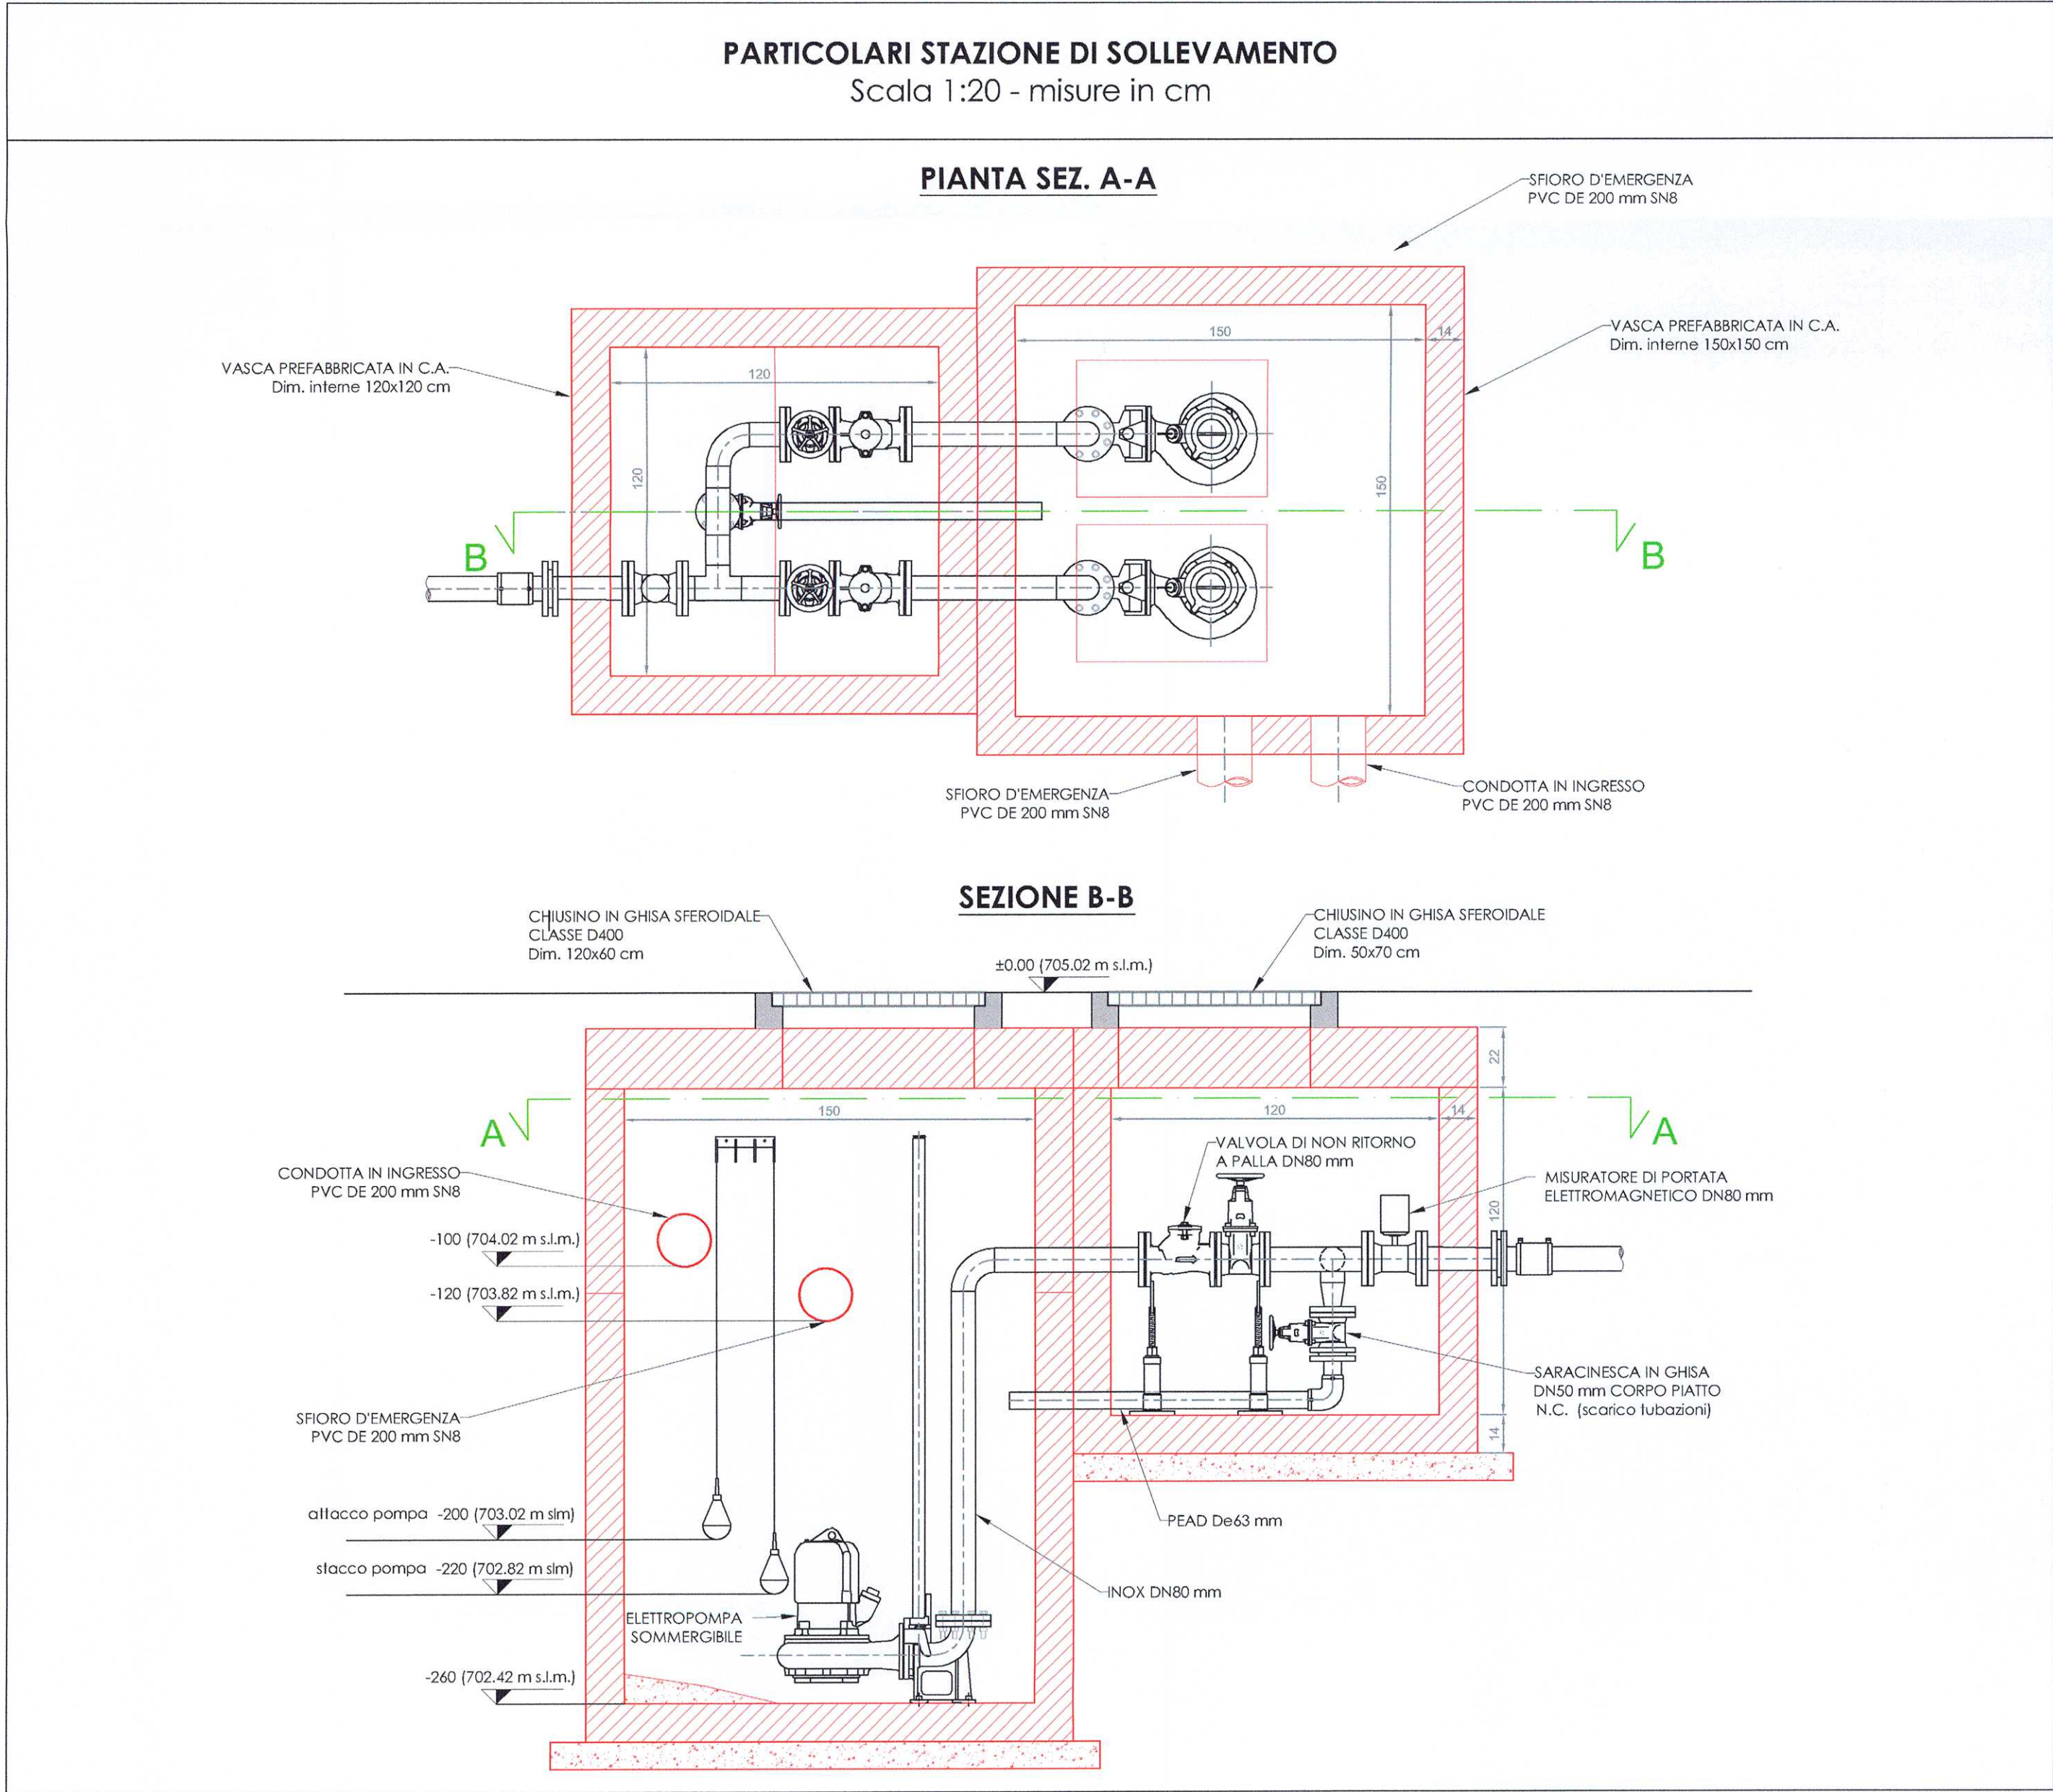 PARTICOLARI STAZIONE DI SOLLEVAMENTO
Scala 1:20 - misure in cm
PIANTA SEZ. A-A
SFIORO D'EMERGENZA
PVC DE 200 mm SN8
VASCA PREFABBRICATA IN C.A.
Dim. interne 150x150 cm
150
14
VASCA PREFABBRICATA IN C.A.
Dim. interne 120x120 cm
120
120
150
B
B
SFIORO D'EMERGENZA
PVC DE 200 mm SN8
CONDOTTA IN INGRESSO
PVC DE 200 mm SN8
SEZIONE B-B
CHIUSINO IN GHISA SFEROIDALE
CLASSE D400
Dim. 120x60 cm
CHIUSINO IN GHISA SFEROIDALE
CLASSE D400
Dim. 50x70 cm
±0.00 (705.02 m s.l.m.)
22
A
A
150
120
14
VALVOLA DI NON RITORNO
A PALLA DN80 mm
CONDOTTA IN INGRESSO
PVC DE 200 mm SN8
MISURATORE DI PORTATA
ELETTROMAGNETICO DN80 mm
120
-100 (704.02 m s.l.m.)
-120 (703.82 m s.l.m.)
SARACINESCA IN GHISA
DN50 mm CORPO PIATTO
N.C. (scarico tubazioni)
SFIORO D'EMERGENZA
PVC DE 200 mm SN8
14
attacco pompa -200 (703.02 m slm)
PEAD De63 mm
stacco pompa -220 (702.82 m slm)
INOX DN80 mm
ELETTROPOMPA
SOMMERGIBILE
-260 (702.42 m s.l.m.)